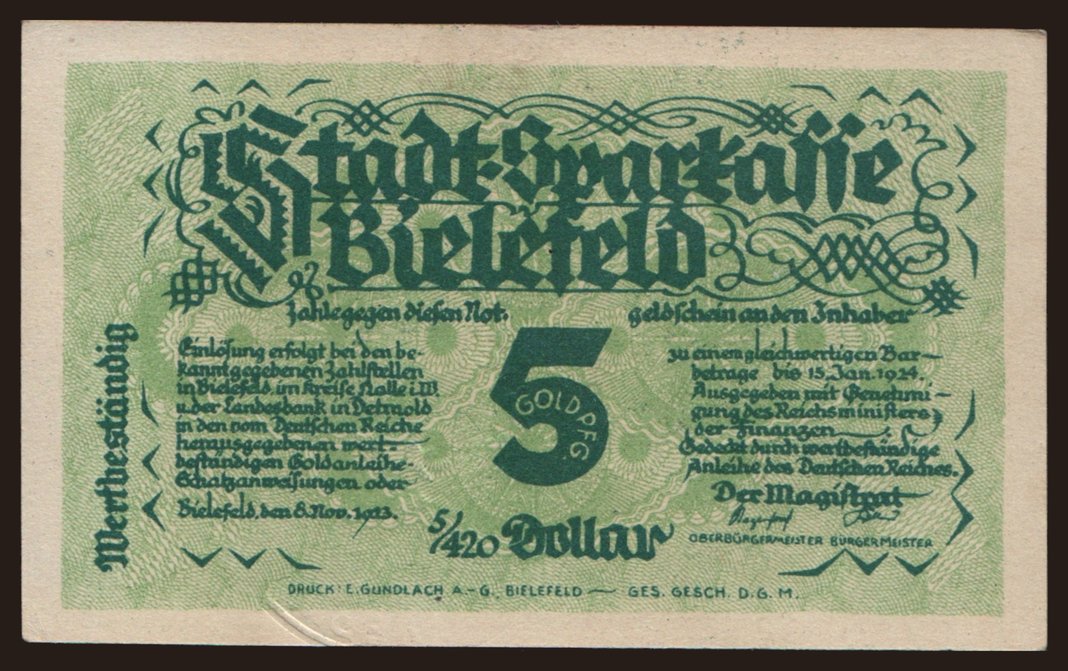 Stadt-Sparkasse
Bielefeld
zahle gegen diesen Not-
geldschein an den Inhaber
Wertbeständig
Einlösung erfolgt bei den be-
kanntgegebenen Zahlstellen
in Bielefeld, im Kreise Halle i.W.
u. der Landesbank in Detmold
in den vom Deutschen Reiche
herausgegebenen wert-
beständigen Goldanleihe-
Schatzanweisungen oder
Bielefeld, den 8. Nov. 1923.
5
GOLDPFG.
5/420 Dollar
zu einem gleichwertigen Bar-
betrage bis 15. Jan. 1924.
Ausgegeben mit Genehmi-
gung des Reichsministers
der Finanzen
Gedeckt durch wertbeständige
Anleihe des Deutschen Reiches.
Der Magistrat
OBERBÜRGERMEISTER BÜRGERMEISTER
DRUCK: E. GUNDLACH A.-G., BIELEFELD — GES. GESCH. D. G. M.